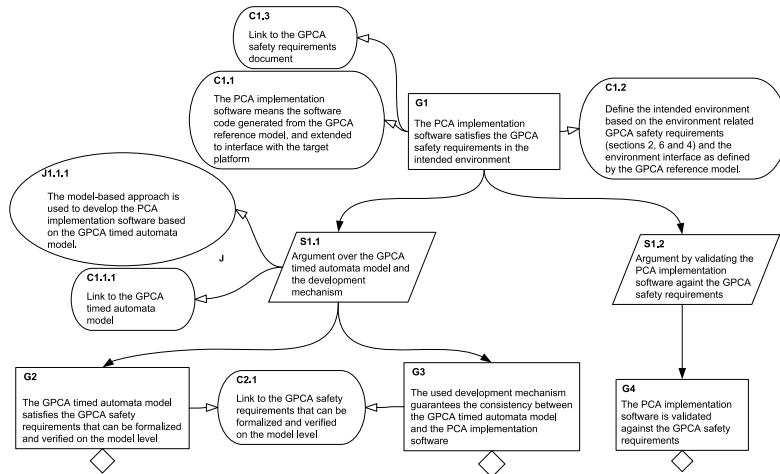 C1.3
Link to the GPCA
safety requirements
document
C1.1
The PCA implementation
software means the software
code generated from the GPCA
reference model, and extended
to interface with the target
platform
G1
The PCA implementation
software satisfies the GPCA
safety requirements in the
intended environment
C1.2
Define the intended environment
based on the environment related
GPCA safety requirements
(sections 2, 6 and 4) and the
environment interface as defined
by the GPCA reference model.
J1.1.1
The model-based approach is
used to develop the PCA
implementation software based
on the GPCA timed automata
model.
J
C1.1.1
Link to the GPCA
timed automata
model
S1.1
Argument over the GPCA
timed automata model and
the development
mechanism
S1.2
Argument by validating the
PCA implementation
software againt the GPCA
safety requirements
G2
The GPCA timed automata model
satisfies the GPCA safety
requirements that can be formalized
and verified on the model level
C2.1
Link to the GPCA safety
requirements that can be
formalized and verified
on the model level
G3
The used development mechanism
guarantees the consistency between
the GPCA timed automata model
and the PCA implementation
software
G4
The PCA implementation
software is validated
against the GPCA safety
requirements